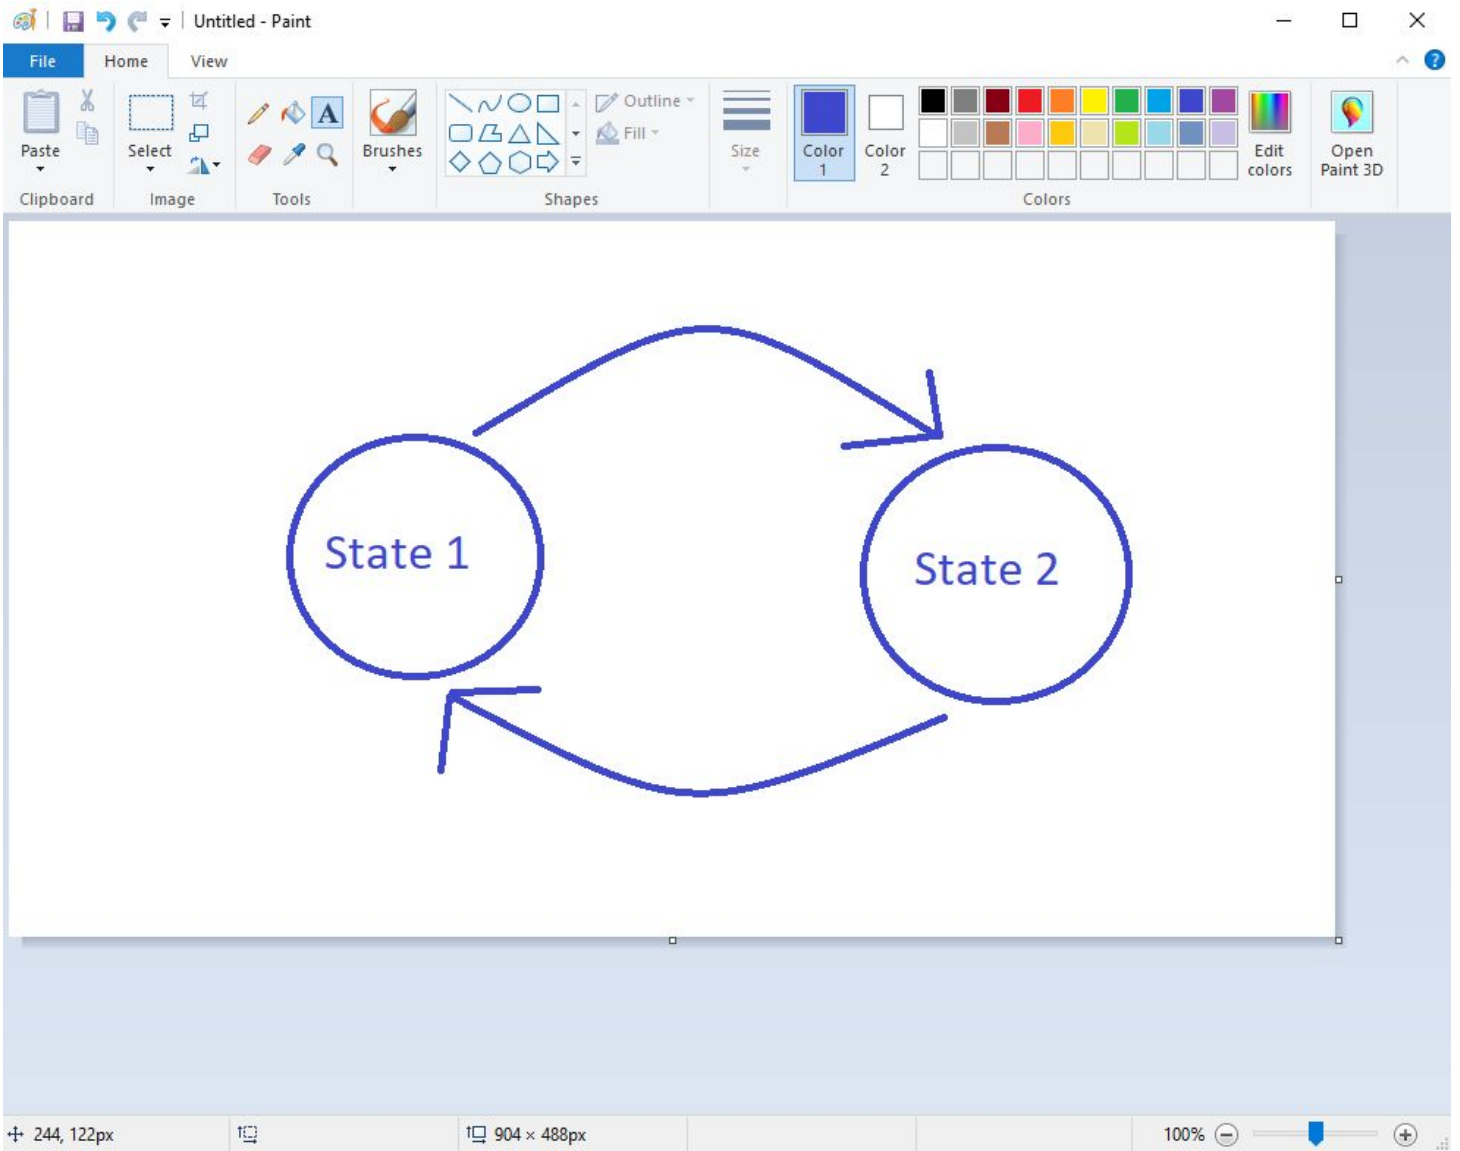 Untitled - Paint
File Home View
Outline
Fill
Paste Select Brushes Size Color 1 Color 2 Edit colors Open Paint 3D
A
Clipboard Image Tools Shapes Colors
State 1
State 2
244, 122px 904 × 488px 100%